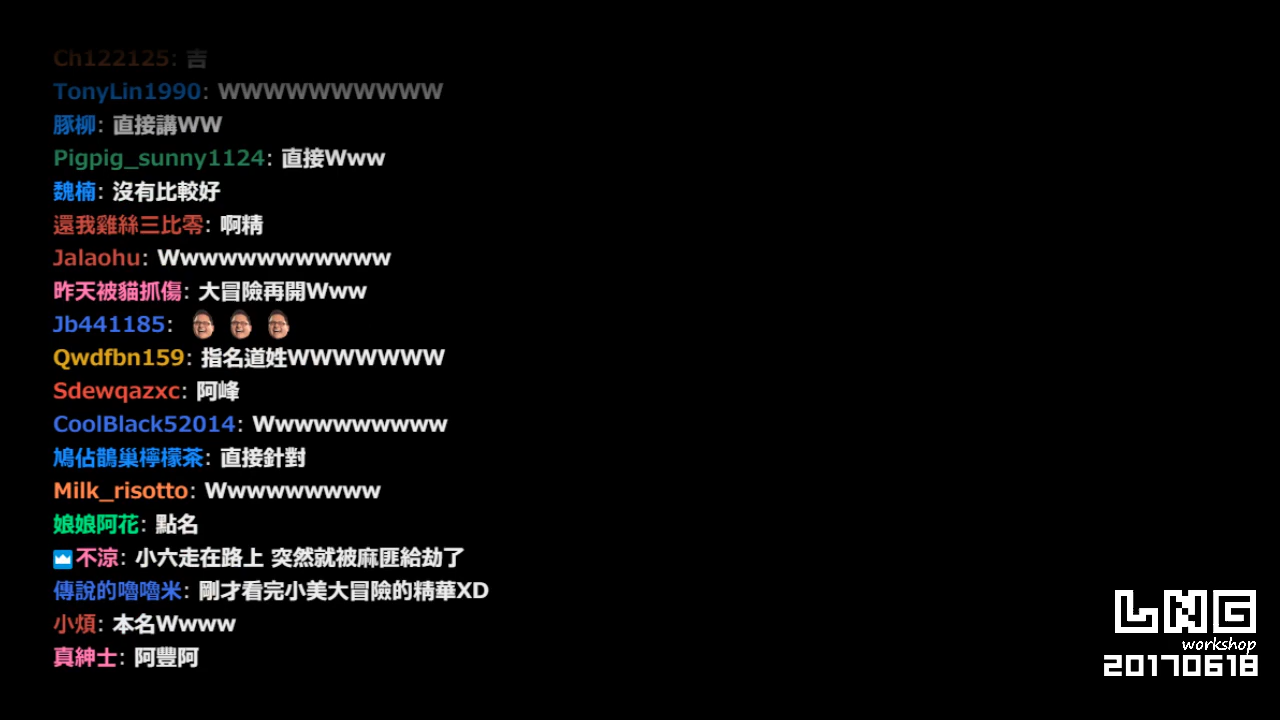 Ch122125: 吉
TonyLin1990: WWWWWWWWWW
豚柳: 直接講WW
Pigpig_sunny1124: 直接Www
魏楠: 沒有比較好
還我雞絲三比零: 啊精
Jalaohu: Wwwwwwwwwwww
昨天被貓抓傷: 大冒險再開Www
Jb441185:
Qwdfbn159: 指名道姓WWWWWWW
Sdewqazxc: 阿峰
CoolBlack52014: Wwwwwwwwwww
鳩佔鵲巢檸檬茶: 直接針對
Milk_risotto: Wwwwwwwww
娘娘阿花: 點名
不涼: 小六走在路上 突然就被麻匪給劫了
傳說的嚕嚕米: 剛才看完小美大冒險的精華XD
小煩: 本名Wwww
真紳士: 阿豐阿
LNG
workshop
20170618